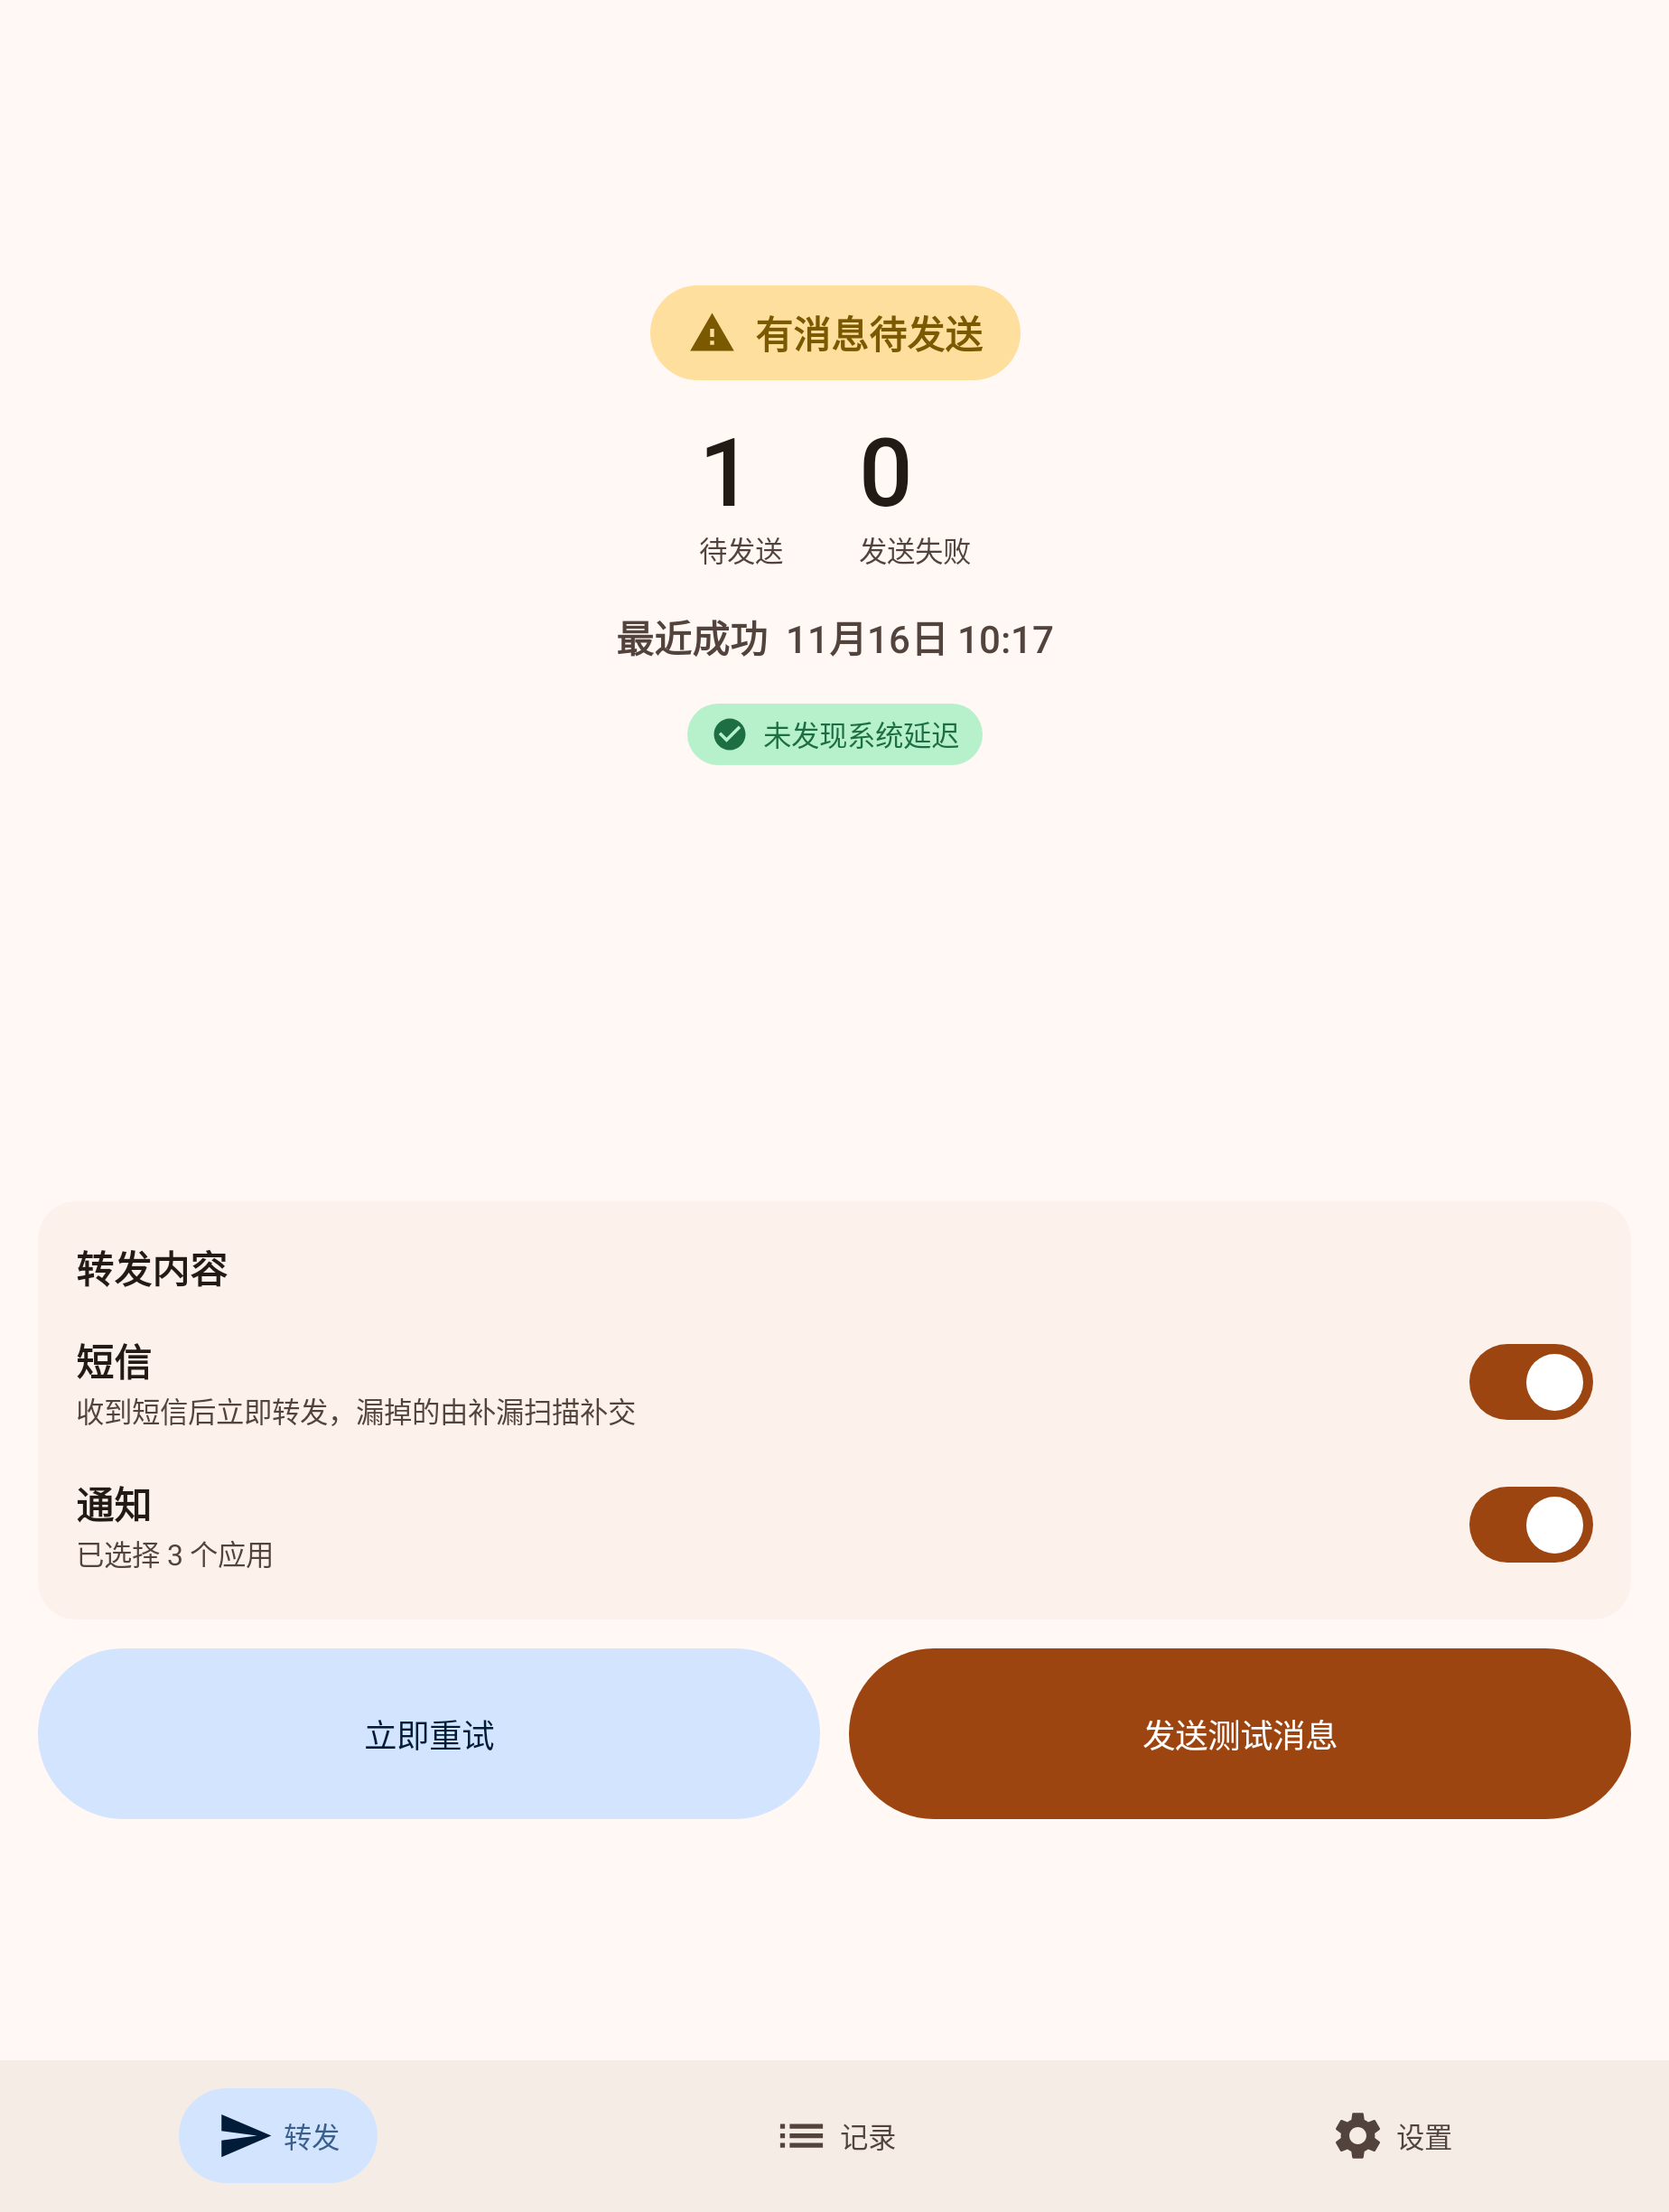 有消息待发送
1 0
待发送 发送失败
最近成功 11月16日 10:17
未发现系统延迟
转发内容
短信
收到短信后立即转发，漏掉的由补漏扫描补交
通知
已选择 3 个应用
立即重试 发送测试消息
转发 记录 设置